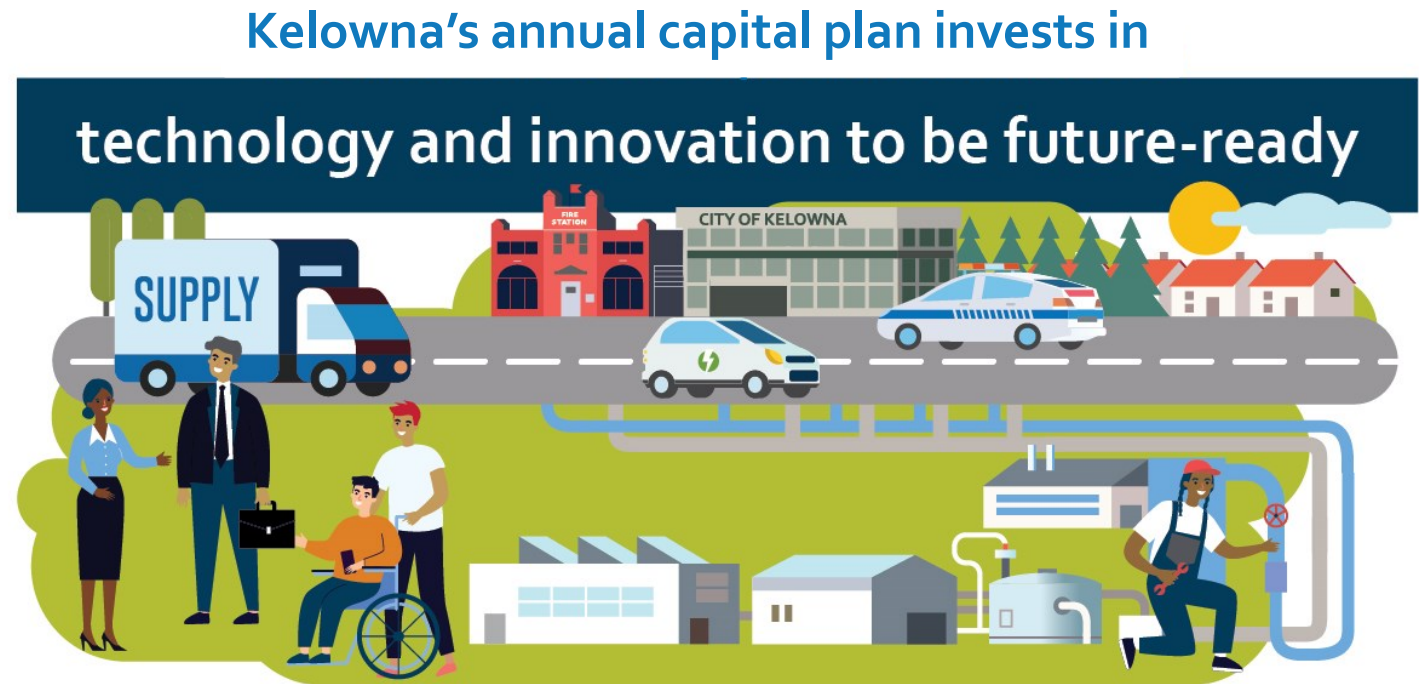 Kelowna's annual capital plan invests in
technology and innovation to be future-ready
FIRE
STATION
CITY OF KELOWNA
SUPPLY